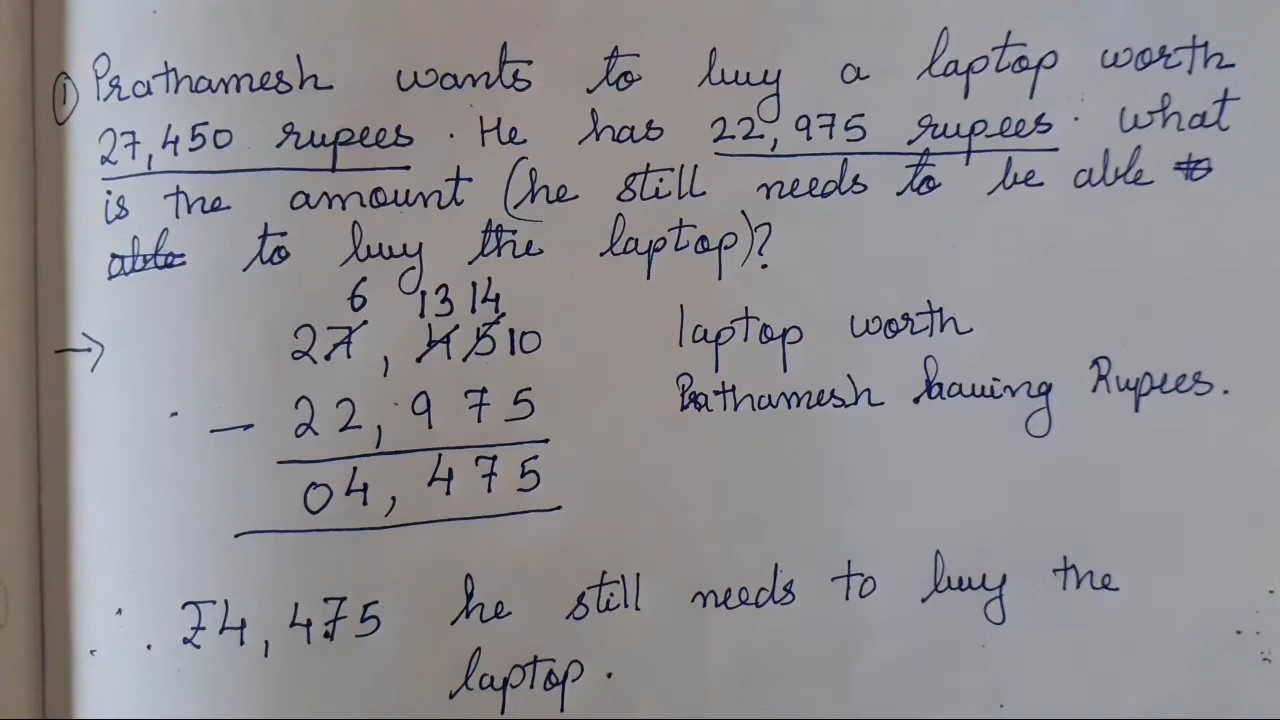 ① Prathamesh wants to buy a laptop worth
27,450 rupees. He has 22,975 rupees. what
is the amount (he still needs to be able to
able to buy the laptop)?
6 13 14
→ 27, 4510 laptop worth
- 22,975 Prathamesh having Rupees.
04,475
∴ ₹4,475 he still needs to buy the
laptop.